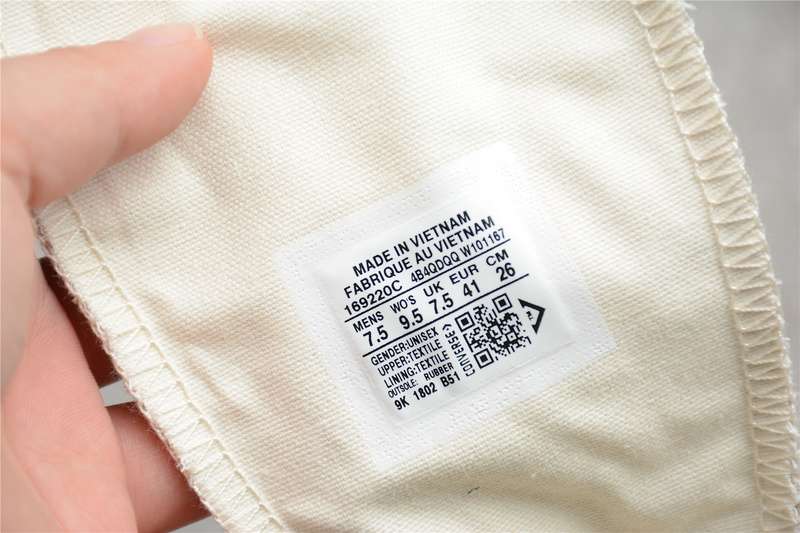 MADE IN VIETNAM
FABRIQUE AU VIETNAM
169220C 4B4QDQQ W101167
MENS WO'S UK EUR CM
7.5 9.5 7.5 41 26
GENDER:UNISEX
UPPER:TEXTILE
LINING:TEXTILE
OUTSOLE: RUBBER
9K 1802 B51
CONVERSE